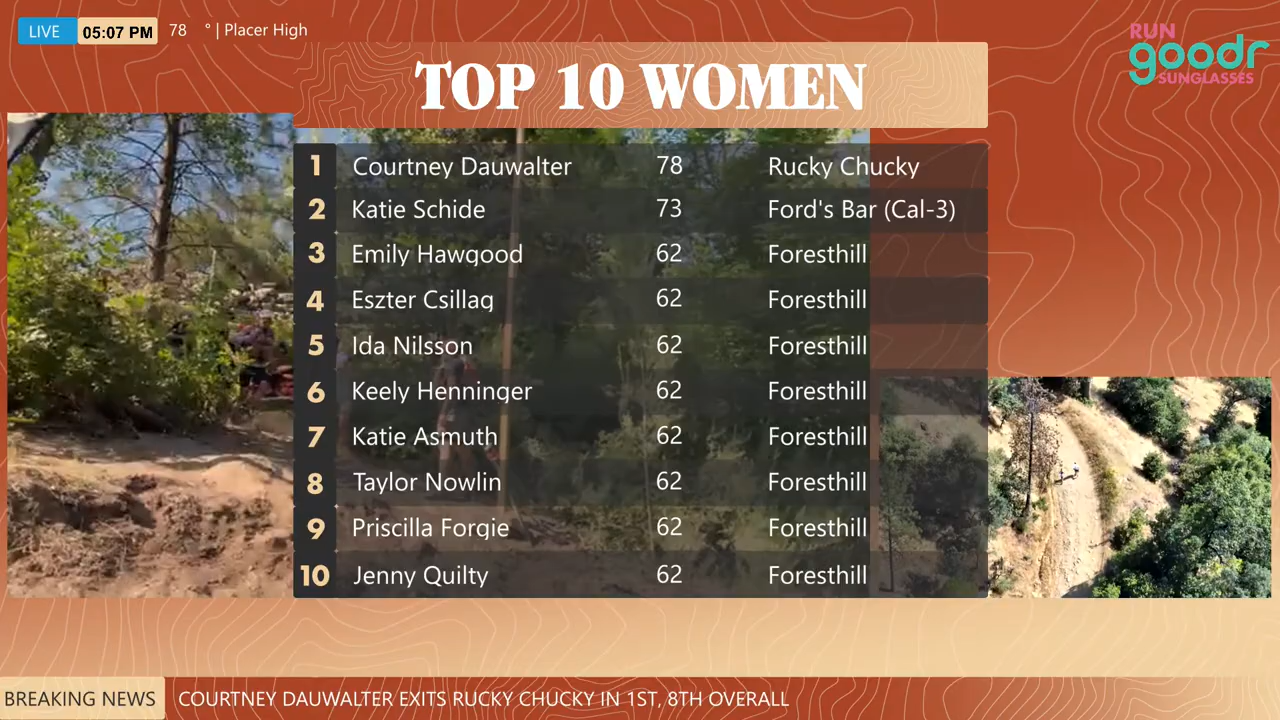 LIVE 05:07 PM 78 ° | Placer High
RUN
goodr
SUNGLASSES
TOP 10 WOMEN
1 Courtney Dauwalter 78 Rucky Chucky
2 Katie Schide 73 Ford's Bar (Cal-3)
3 Emily Hawgood 62 Foresthill
4 Eszter Csillag 62 Foresthill
5 Ida Nilsson 62 Foresthill
6 Keely Henninger 62 Foresthill
7 Katie Asmuth 62 Foresthill
8 Taylor Nowlin 62 Foresthill
9 Priscilla Forgie 62 Foresthill
10 Jenny Quilty 62 Foresthill
BREAKING NEWS COURTNEY DAUWALTER EXITS RUCKY CHUCKY IN 1ST, 8TH OVERALL